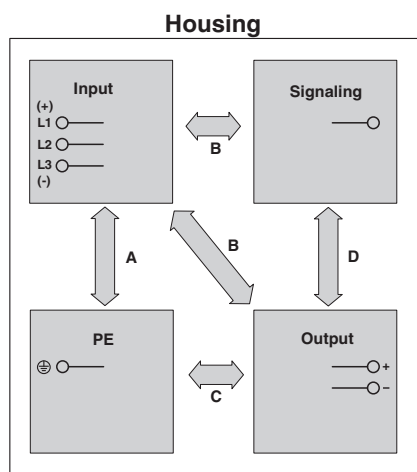 Housing
Input
(+)
L1
L2
L3
(-)
Signaling
B
A
B
D
PE
Output
+
–
C